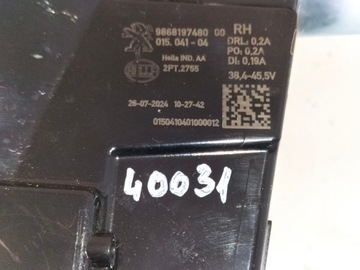 9868197480 00 RH
015.041-04 DRL: 0,2A
PO: 0,2A
Hella IND. AA DI: 0,19A
2PT.2755
38,4-45,5V
26-07-2024 10-27-42
0150410401000012
40031